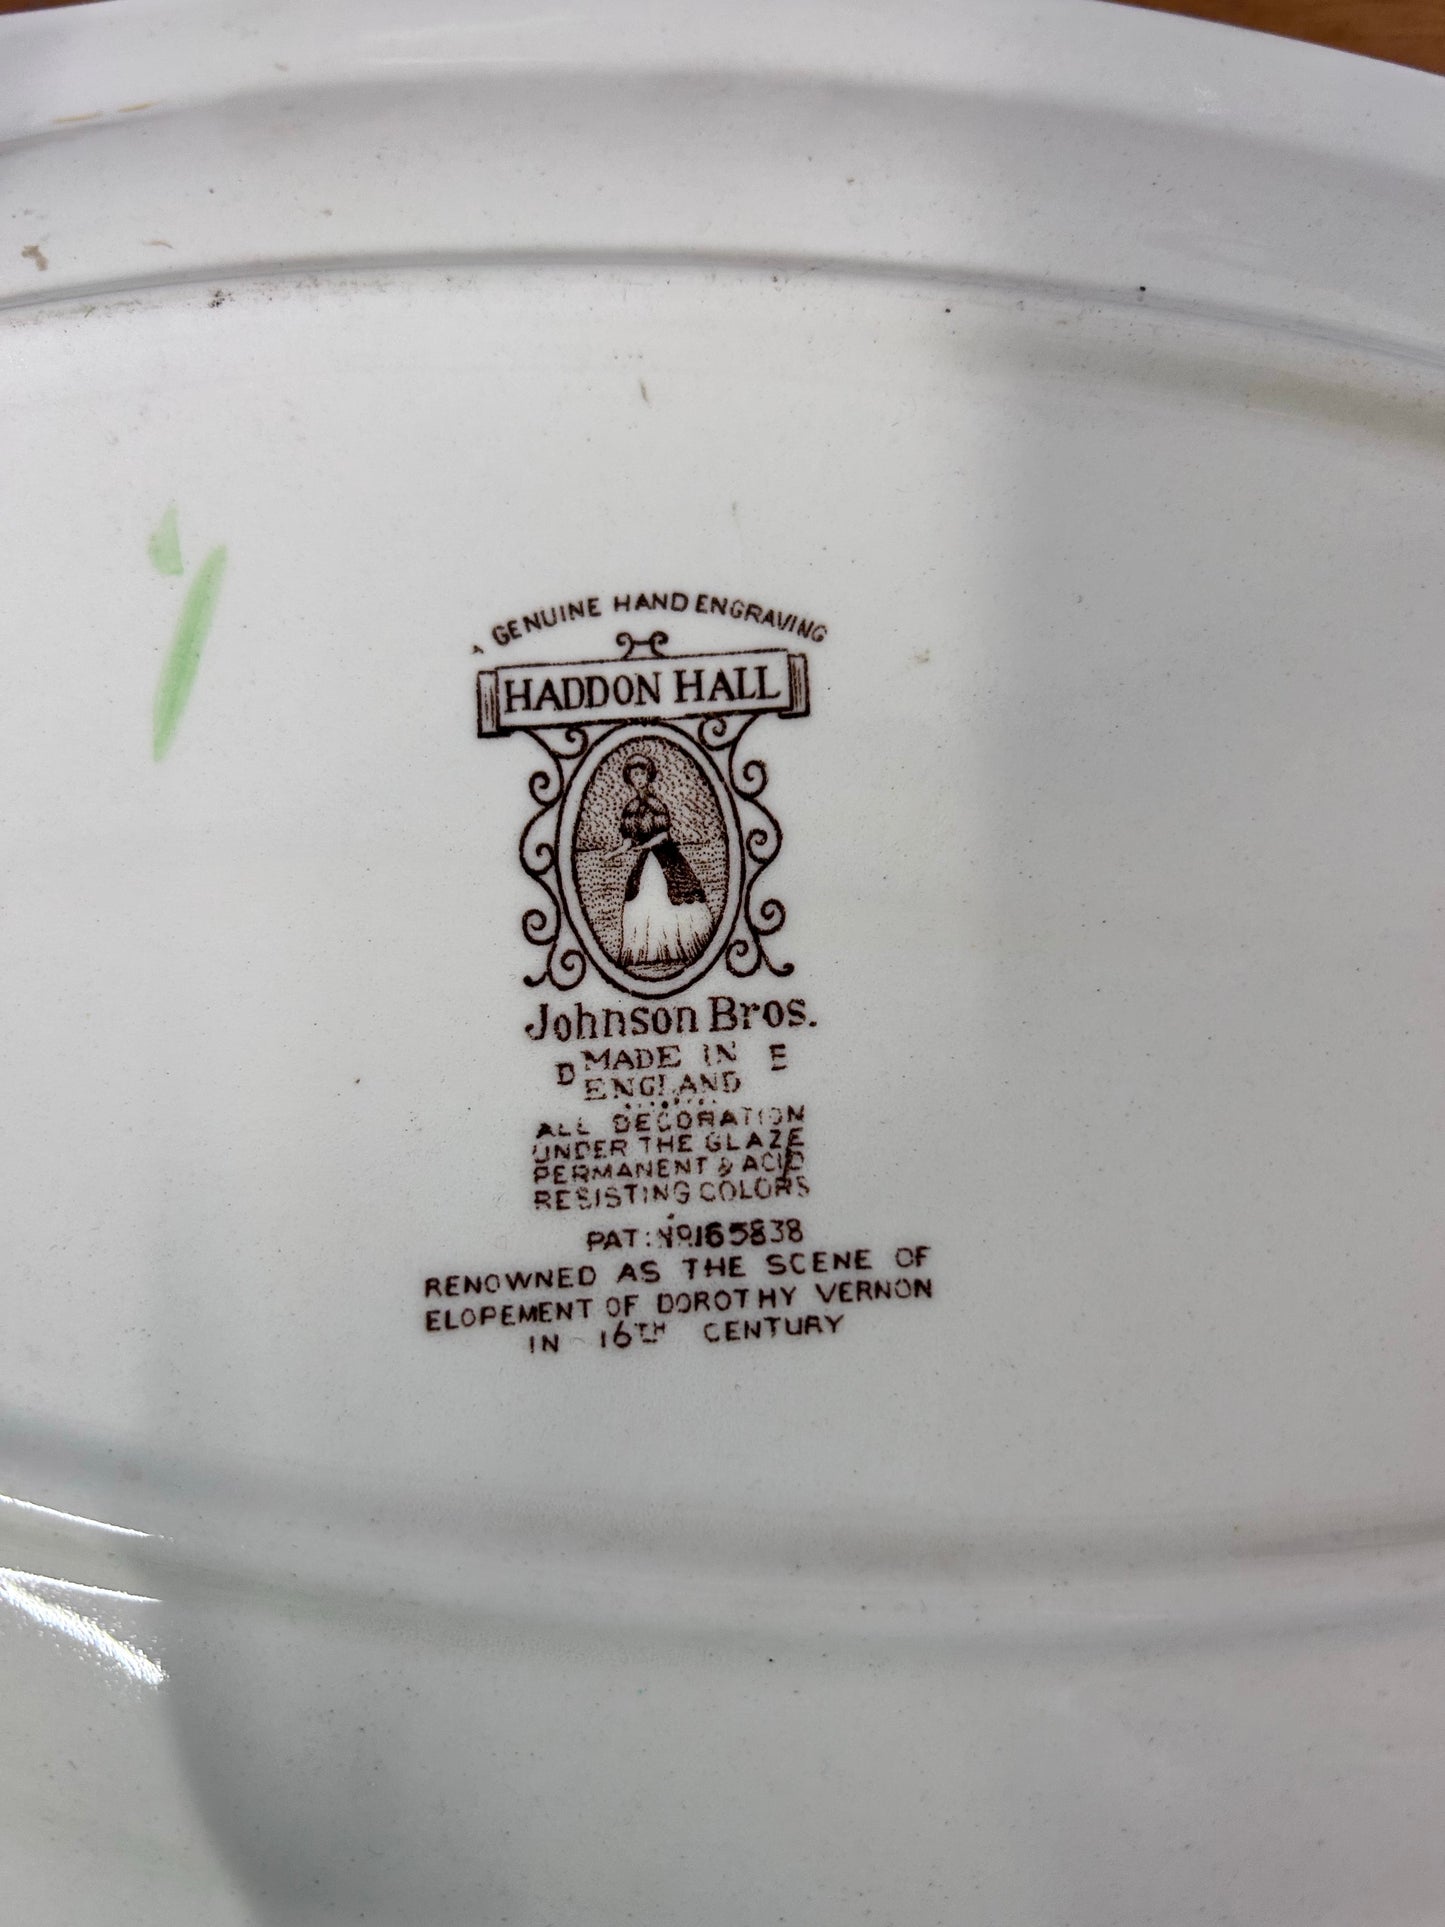 A GENUINE HAND ENGRAVING
HADDON HALL
Johnson Bros.
D MADE IN E
ENGLAND
ALL DECORATION
UNDER THE GLAZE
PERMANENT & ACID
RESISTING COLORS
PAT: No. 165838
RENOWNED AS THE SCENE OF
ELOPEMENT OF DOROTHY VERNON
IN 16TH CENTURY